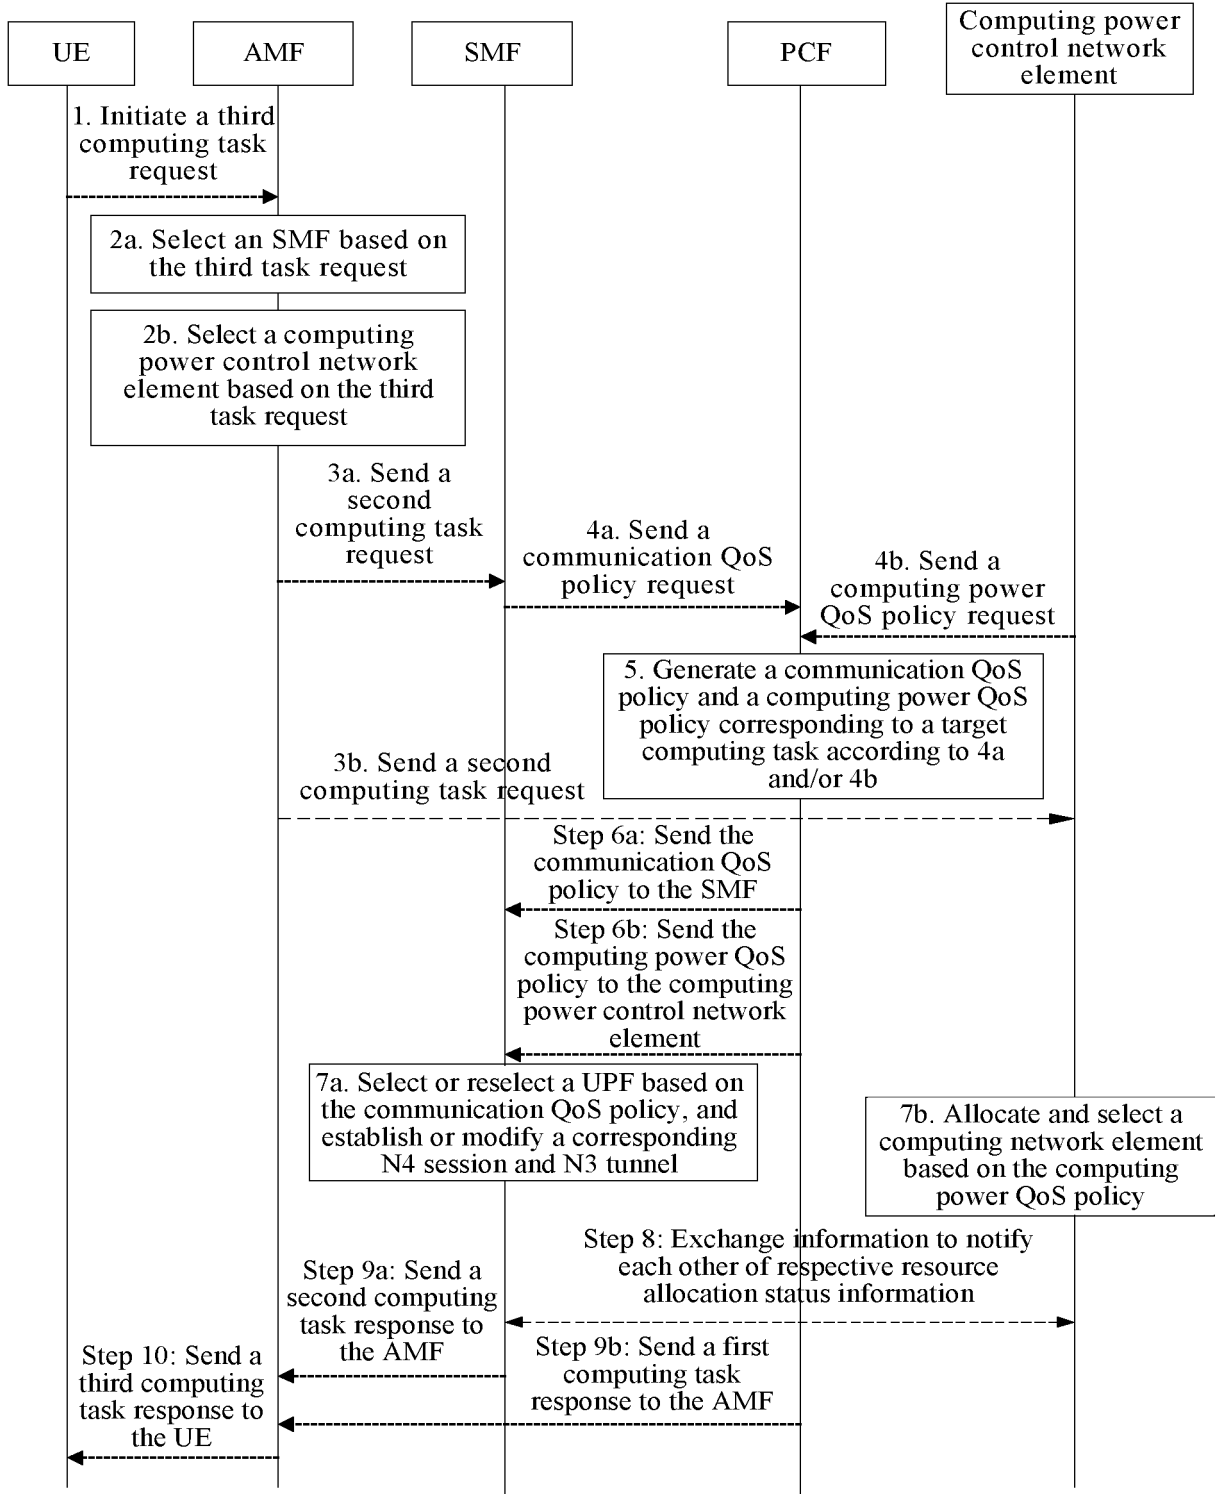 UE
AMF
SMF
PCF
Computing power
control network
element
1. Initiate a third
computing task
request
2a. Select an SMF based on
the third task request
2b. Select a computing
power control network
element based on the third
task request
3a. Send a
second
computing task
request
4a. Send a
communication QoS
policy request
4b. Send a
computing power
QoS policy request
5. Generate a communication QoS
policy and a computing power QoS
policy corresponding to a target
computing task according to 4a
and/or 4b
3b. Send a second
computing task request
Step 6a: Send the
communication QoS
policy to the SMF
Step 6b: Send the
computing power QoS
policy to the computing
power control network
element
7a. Select or reselect a UPF based on
the communication QoS policy, and
establish or modify a corresponding
N4 session and N3 tunnel
7b. Allocate and select a
computing network element
based on the computing
power QoS policy
Step 8: Exchange information to notify
each other of respective resource
allocation status information
Step 9a: Send a
second computing
task response to
the AMF
Step 9b: Send a first
computing task
response to the AMF
Step 10: Send a
third computing
task response to
the UE